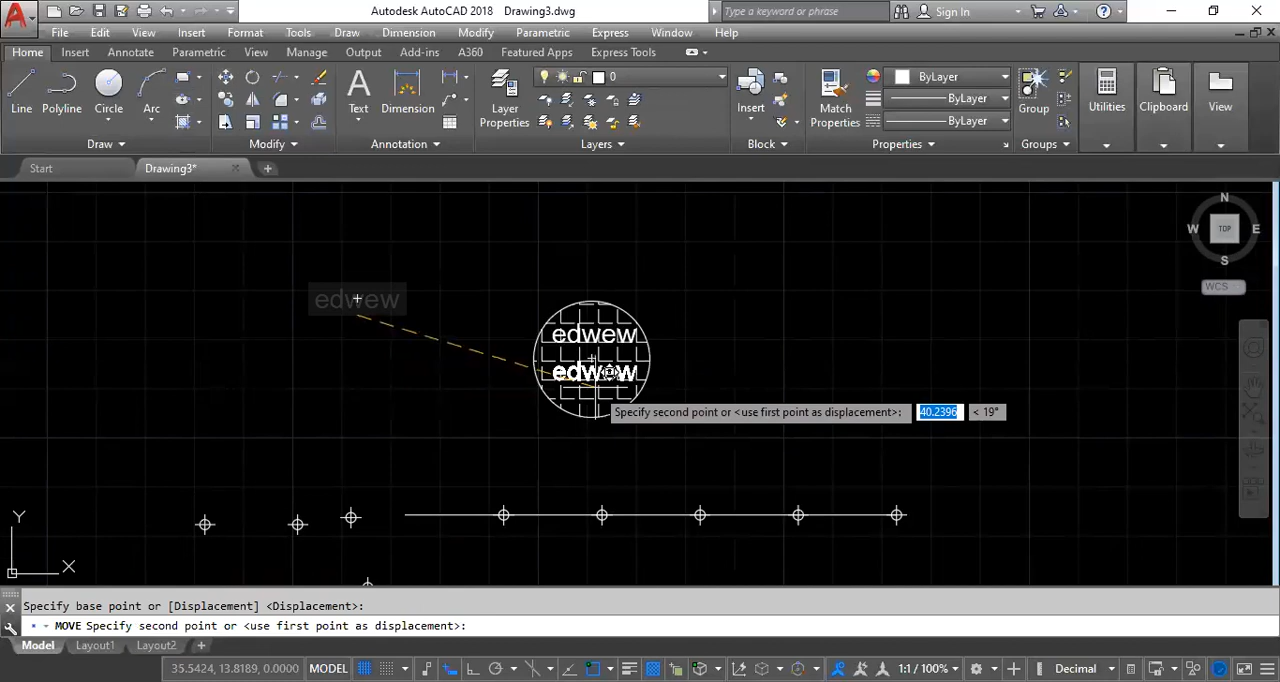 Autodesk AutoCAD 2018 Drawing3.dwg
Type a keyword or phrase
Sign In
File Edit View Insert Format Tools Draw Dimension Modify Parametric Express Window Help
Home Insert Annotate Parametric View Manage Output Add-ins A360 Featured Apps Express Tools
0
ByLayer
ByLayer
ByLayer
Line Polyline Circle Arc
Text Dimension
Layer
Properties
Insert
Match
Properties
Group Utilities Clipboard View
Draw Modify Annotation Layers Block Properties Groups
Start Drawing3*
N
W TOP E
S
WCS
edwew
edwew
edwew
Specify second point or <use first point as displacement>: 40.2396 < 19°
Y
X
Specify base point or [Displacement] <Displacement>:
MOVE Specify second point or <use first point as displacement>:
Model Layout1 Layout2
35.5424, 13.8189, 0.0000 MODEL 1:1 / 100% Decimal